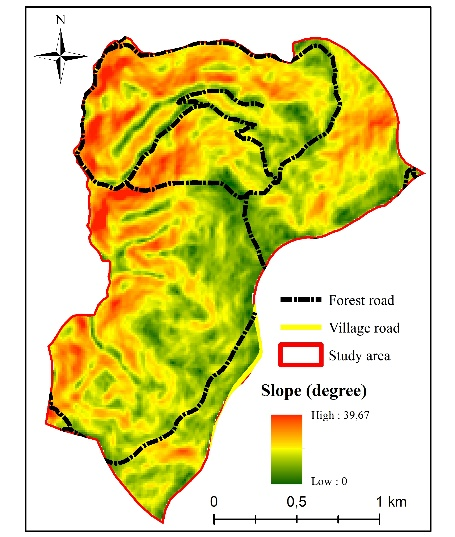 N
Forest road
Village road
Study area
Slope (degree)
High : 39.67
Low : 0
0 0,5 1 km